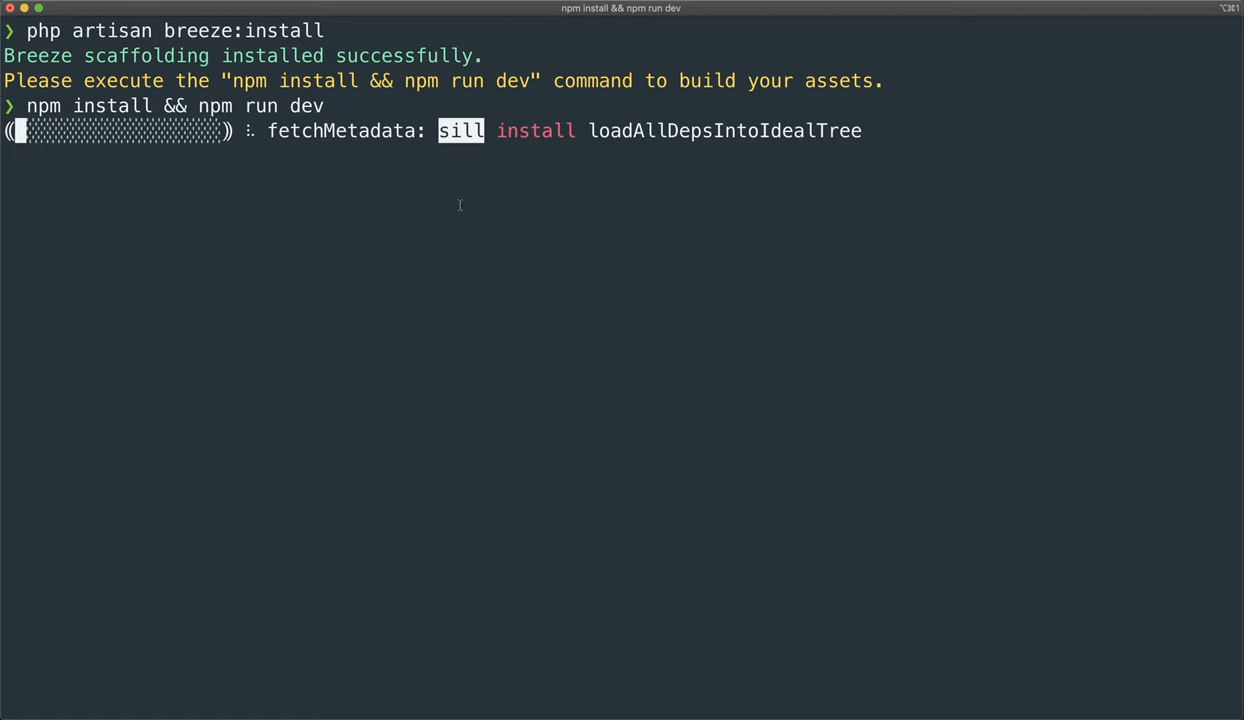 npm install && npm run dev
⌥⌘1
❯ php artisan breeze:install
Breeze scaffolding installed successfully.
Please execute the "npm install && npm run dev" command to build your assets.
❯ npm install && npm run dev
(█░░░░░░░░░░░░░░░░░) ⠧ fetchMetadata: sill install loadAllDepsIntoIdealTree